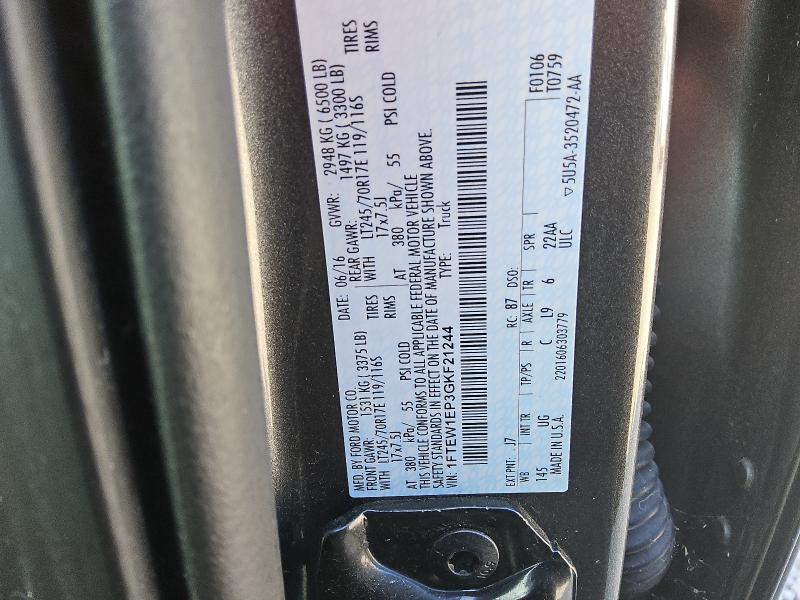 MFD. BY FORD MOTOR CO. DATE: 06/16 GVWR: 2948 KG ( 6500 LB)
FRONT GAWR: 1531 KG ( 3375 LB) REAR GAWR: 1497 KG ( 3300 LB)
WITH LT245/70R17E 119/116S TIRES WITH LT245/70R17E 119/116S TIRES
17x7.5J RIMS 17x7.5J RIMS
AT 380 kPa/ 55 PSI COLD AT 380 kPa/ 55 PSI COLD
THIS VEHICLE CONFORMS TO ALL APPLICABLE FEDERAL MOTOR VEHICLE
SAFETY STANDARDS IN EFFECT ON THE DATE OF MANUFACTURE SHOWN ABOVE.
VIN: 1FTEW1EP3GKF21244 TYPE: Truck
F0106
EXT PNT: J7 RC: 87 DSO: T0759
WB INT TR TP/PS R AXLE TR SPR
145 UG C L9 6 22AA
ULC
MADE IN U.S.A. 2201606303779 ▽ 5U5A-3520472-AA